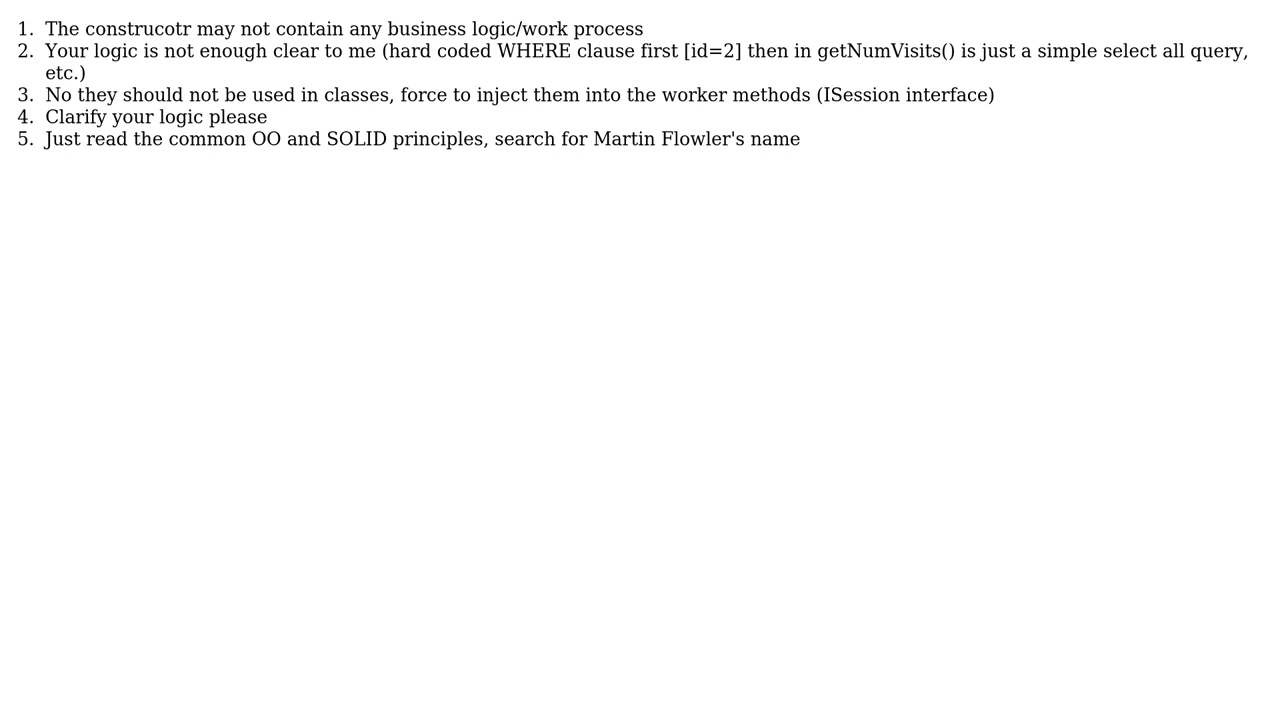 1. The construcotr may not contain any business logic/work process
2. Your logic is not enough clear to me (hard coded WHERE clause first [id=2] then in getNumVisits() is just a simple select all query,
etc.)
3. No they should not be used in classes, force to inject them into the worker methods (ISession interface)
4. Clarify your logic please
5. Just read the common OO and SOLID principles, search for Martin Flowler's name